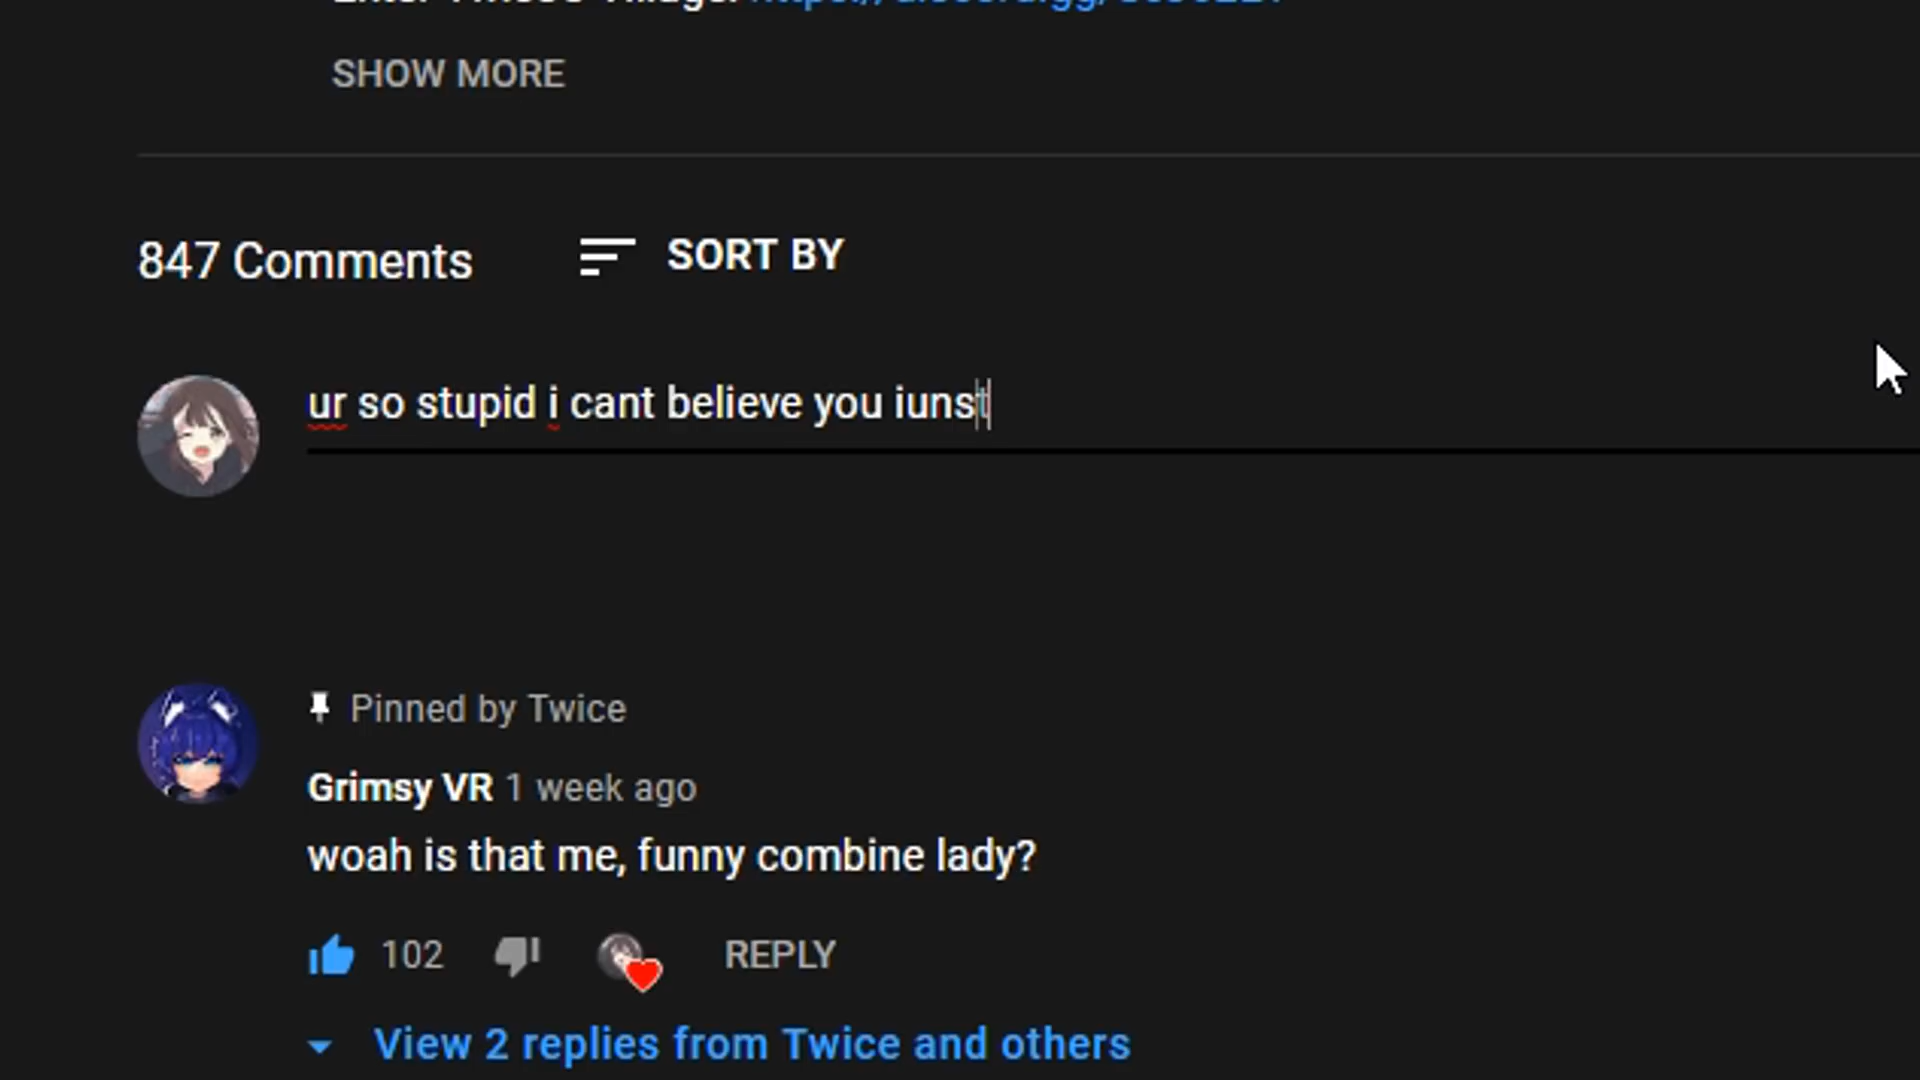 SHOW MORE
847 Comments
SORT BY
ur so stupid i cant believe you iunst
Pinned by Twice
Grimsy VR 1 week ago
woah is that me, funny combine lady?
102
REPLY
View 2 replies from Twice and others